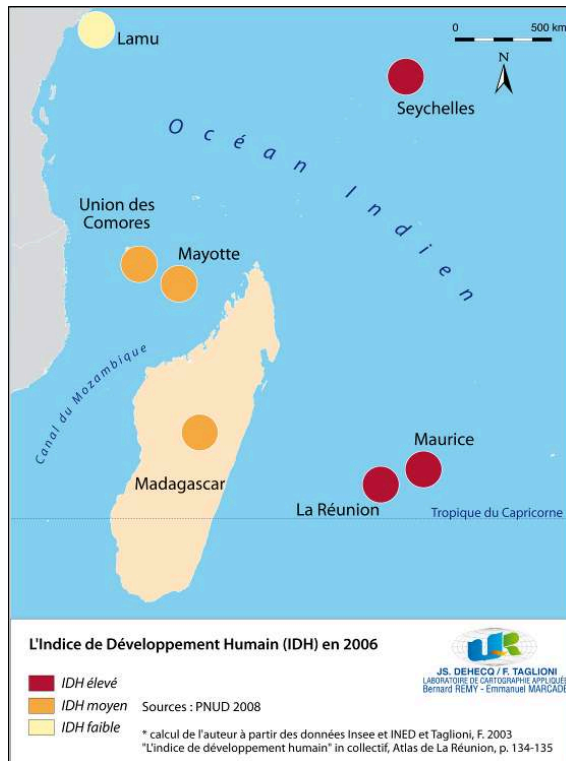 0 500 km
N
Lamu
Seychelles
Océan Indien
Union des
Comores
Mayotte
Canal du Mozambique
Madagascar
Maurice
La Réunion
Tropique du Capricorne
L'Indice de Développement Humain (IDH) en 2006
IDH élevé
IDH moyen
IDH faible
Sources : PNUD 2008
* calcul de l'auteur à partir des données Insee et INED et Taglioni, F. 2003
"L'indice de développement humain" in collectif, Atlas de La Réunion, p. 134-135
UR
JS. DEHECQ / F. TAGLIONI
LABORATOIRE DE CARTOGRAPHIE APPLIQUÉE
Bernard REMY - Emmanuel MARCADÉ